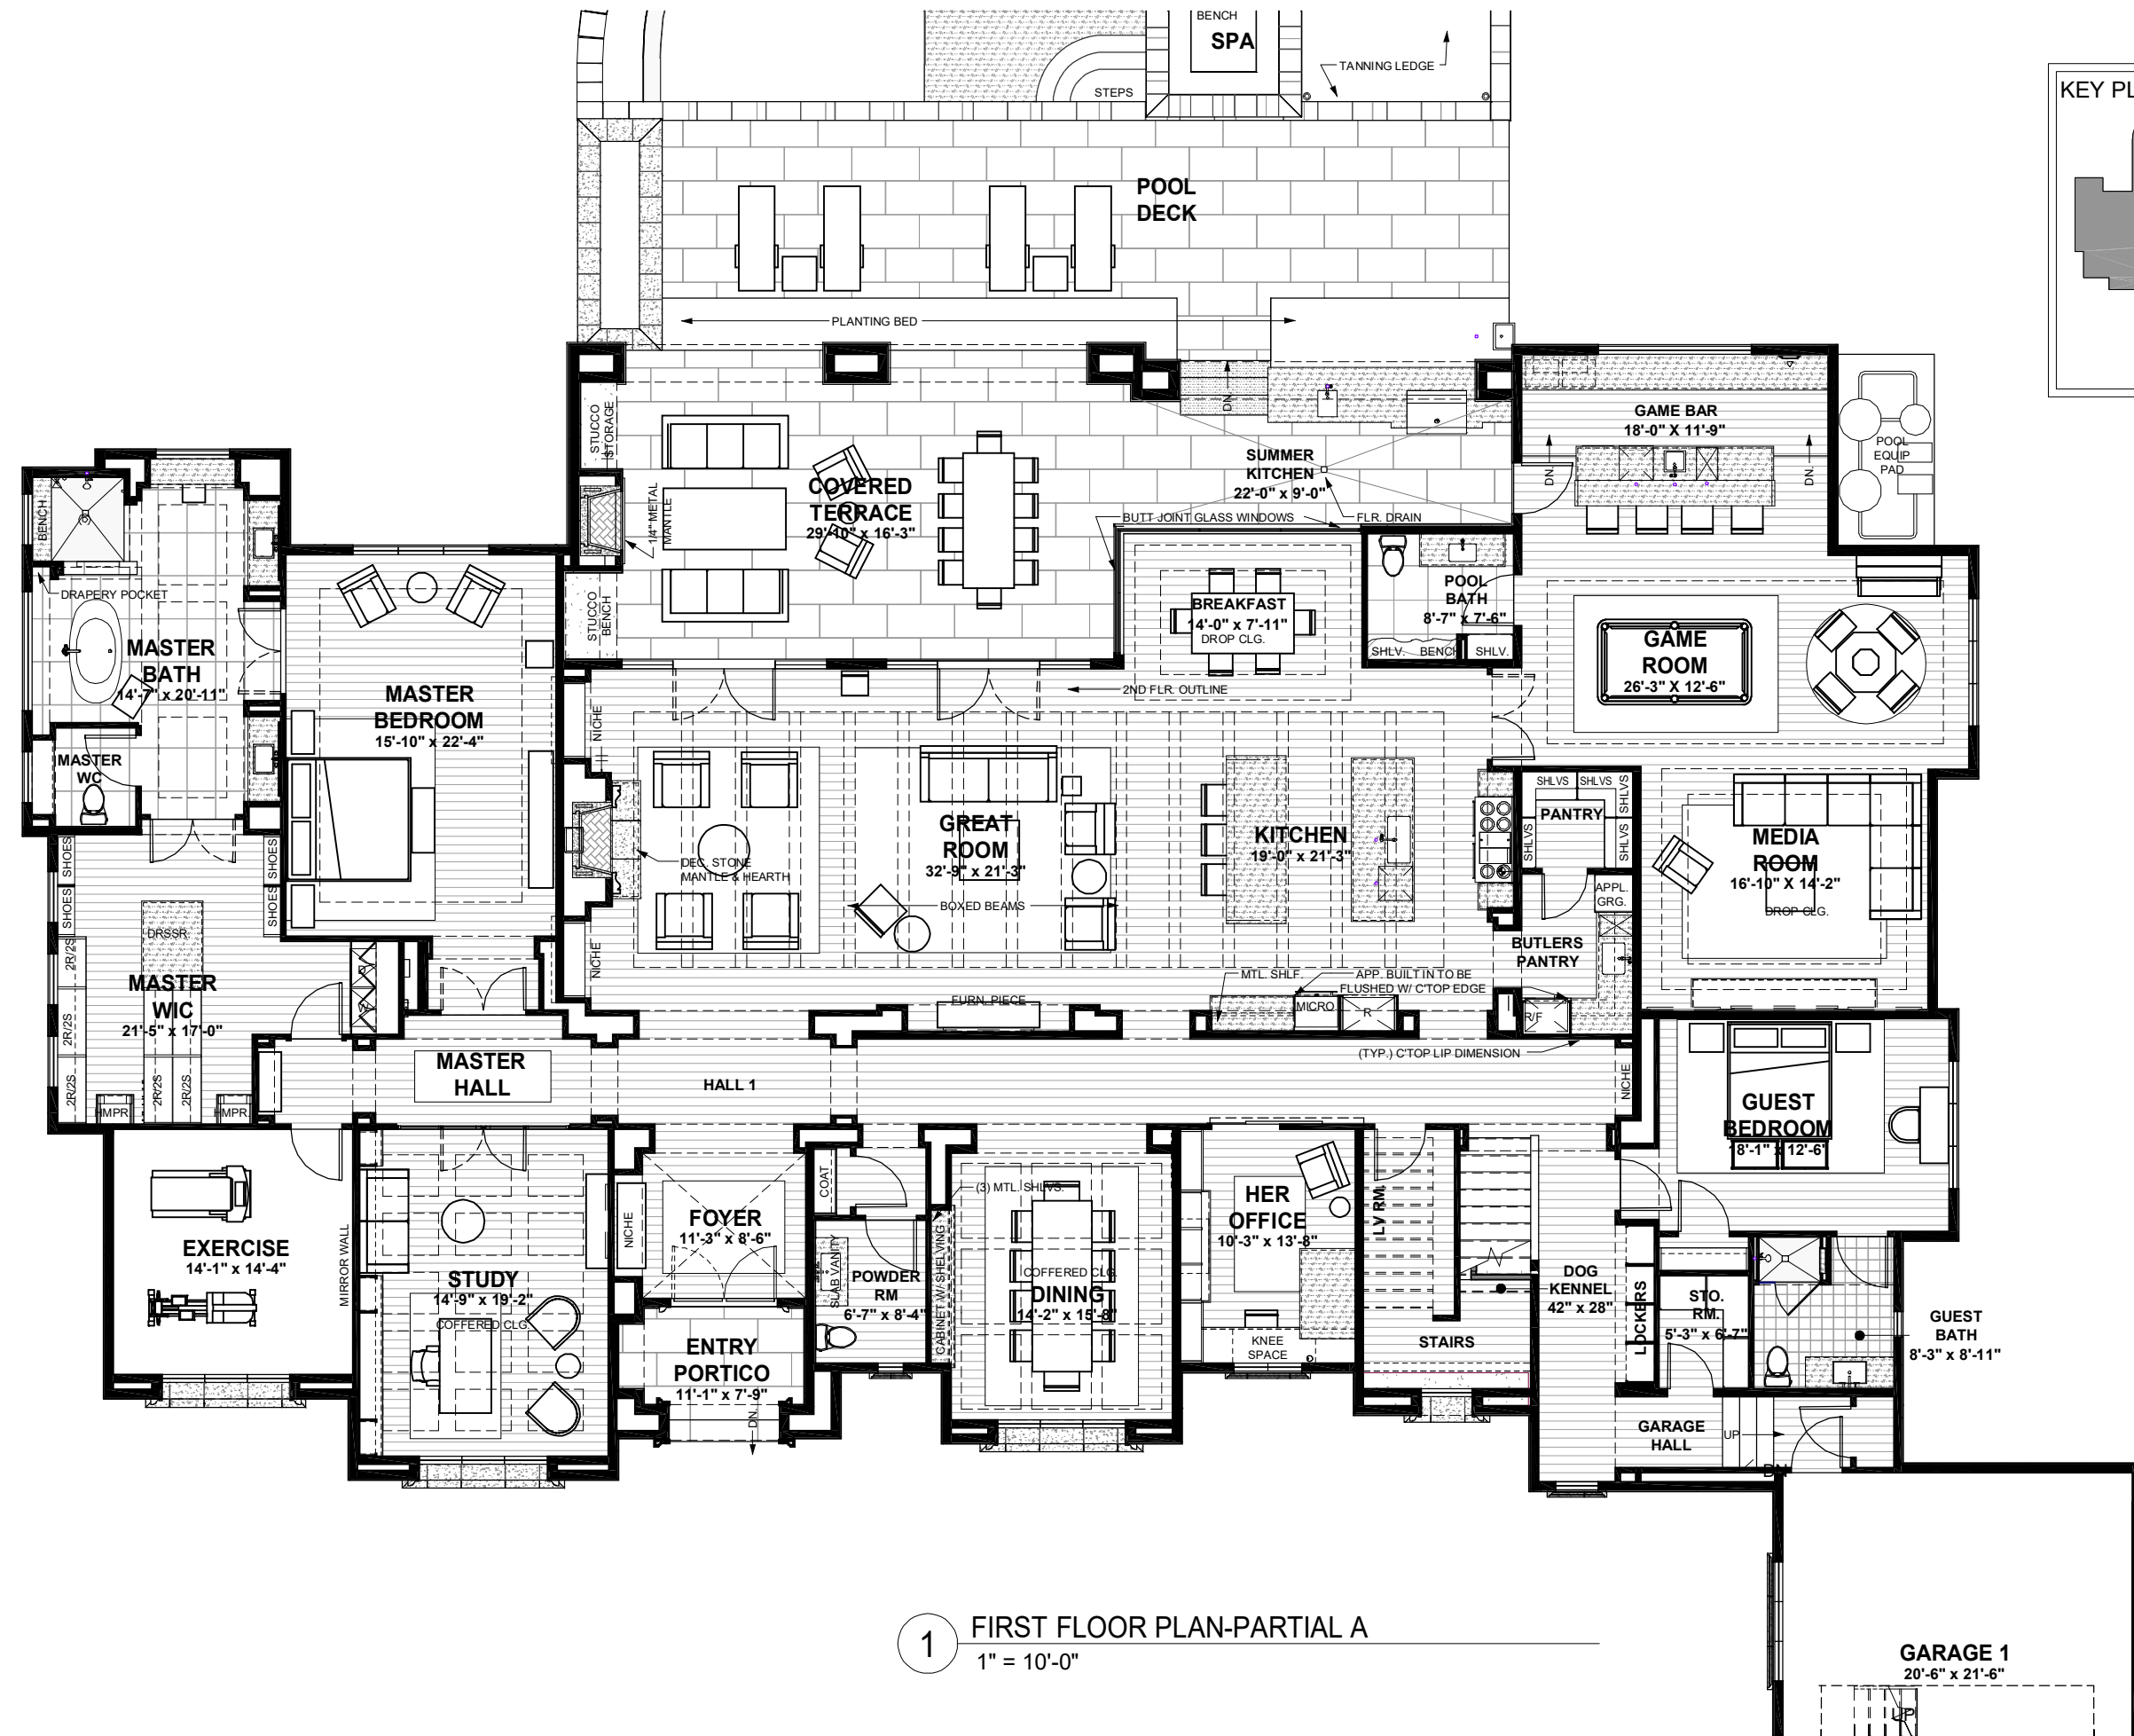 BENCH
SPA
TANNING LEDGE
STEPS
KEY PL
POOL
DECK
PLANTING BED
STUCCO
STORAGE
DN.
GAME BAR
18'-0" X 11'-9"
DN.
DN.
POOL
EQUIP
PAD
SUMMER
KITCHEN
22'-0" x 9'-0"
COVERED
TERRACE
29'-10" x 16'-3"
1/4" METAL
MANTLE
BUTT JOINT GLASS WINDOWS
FLR. DRAIN
BENCH
DRAPERY POCKET
STUCCO
BENCH
BREAKFAST
14'-0" x 7'-11"
DROP CLG.
POOL
BATH
8'-7" x 7'-6"
SHLV.
BENCH
SHLV.
GAME
ROOM
26'-3" X 12'-6"
MASTER
BATH
14'-7" x 20'-11"
MASTER
BEDROOM
15'-10" x 22'-4"
2ND FLR. OUTLINE
NICHE
MASTER
WC
SHLVS
SHLVS
SHLVS
SHLVS
SHLVS
PANTRY
GREAT
ROOM
32'-9" x 21'-3"
KITCHEN
19'-0" x 21'-3"
MEDIA
ROOM
16'-10" X 14'-2"
DROP CLG.
SHOES
SHOES
SHOES
SHOES
DEC. STONE
MANTLE & HEARTH
BOXED BEAMS
APPL.
GRG.
DRSSR.
2R/2S
BUTLERS
PANTRY
NICHE
MASTER
WIC
21'-5" x 17'-0"
MTL. SHLF.
APP. BUILT IN TO BE
FLUSHED W/ C'TOP EDGE
FURN. PIECE
MICRO
R
R/F
2R/2S
(TYP.) C'TOP LIP DIMENSION
MASTER
HALL
HALL 1
NICHE
2R/2S
2R/2S
2R/2S
HMPR.
HMPR.
GUEST
BEDROOM
18'-1" x 12'-6"
COAT
(3) MTL. SHLVS.
EXERCISE
14'-1" x 14'-4"
MIRROR WALL
STUDY
14'-9" x 19'-2"
COFFERED CLG.
NICHE
FOYER
11'-3" x 8'-6"
SLAB VANITY
POWDER
RM
6'-7" x 8'-4"
CABINET W/ SHELVING
COFFERED CLG.
DINING
14'-2" x 15'-8"
HER
OFFICE
10'-3" x 13'-8"
KNEE
SPACE
LV RM.
STAIRS
DOG
KENNEL
42" x 28"
LOCKERS
STO.
RM.
5'-3" x 6'-7"
GUEST
BATH
8'-3" x 8'-11"
ENTRY
PORTICO
11'-1" x 7'-9"
DN.
GARAGE
HALL
UP
DN.
1
FIRST FLOOR PLAN-PARTIAL A
1" = 10'-0"
GARAGE 1
20'-6" x 21'-6"